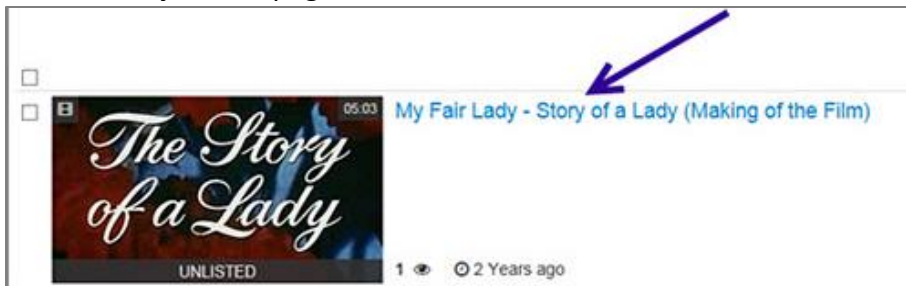 05:03
My Fair Lady - Story of a Lady (Making of the Film)
The Story
of a Lady
UNLISTED
1
2 Years ago